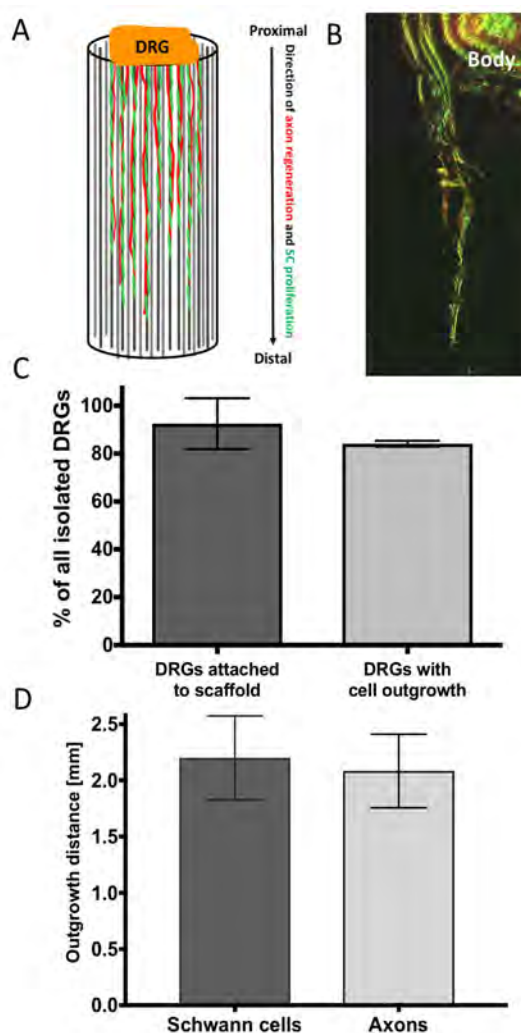 A
DRG
Proximal
Direction of axon regeneration and SC proliferation
Distal
B
Body
C
% of all isolated DRGs
100
80
60
40
20
0
DRGs attached
to scaffold
DRGs with
cell outgrowth
D
Outgrowth distance [mm]
2.5
2.0
1.5
1.0
0.5
0.0
Schwann cells
Axons